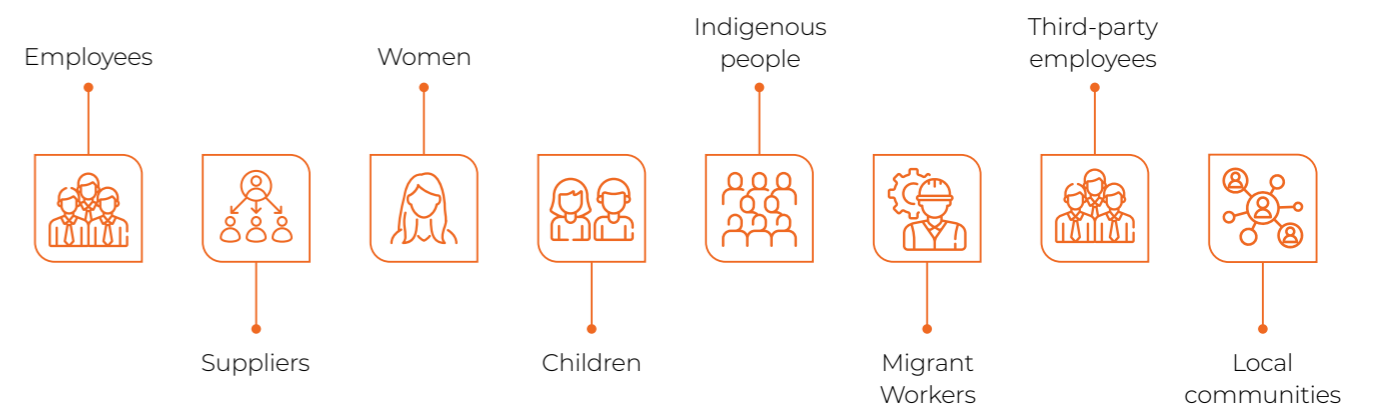 Employees
Suppliers
Women
Children
Indigenous
people
Migrant
Workers
Third-party
employees
Local
communities